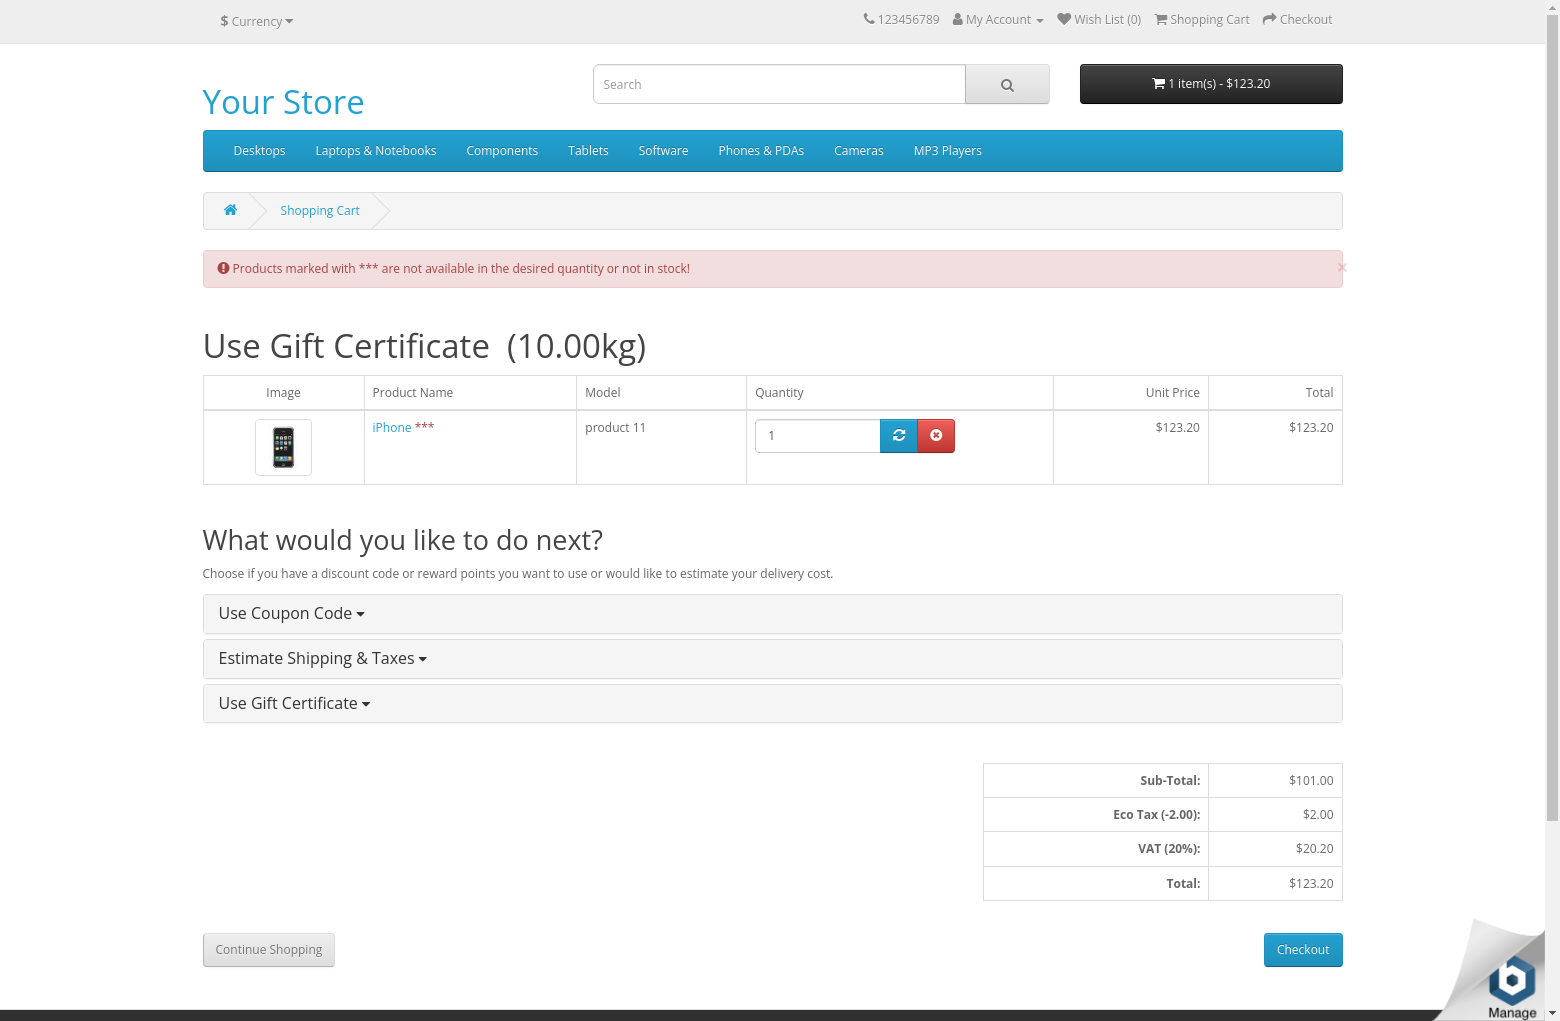 $ Currency
123456789 My Account Wish List (0) Shopping Cart Checkout
Your Store
Search
1 item(s) - $123.20
Desktops Laptops & Notebooks Components Tablets Software Phones & PDAs Cameras MP3 Players
Shopping Cart
Products marked with *** are not available in the desired quantity or not in stock!
×
Use Gift Certificate (10.00kg)
Image Product Name Model Quantity Unit Price Total
iPhone *** product 11 1 $123.20 $123.20
What would you like to do next?
Choose if you have a discount code or reward points you want to use or would like to estimate your delivery cost.
Use Coupon Code
Estimate Shipping & Taxes
Use Gift Certificate
Sub-Total: $101.00
Eco Tax (-2.00): $2.00
VAT (20%): $20.20
Total: $123.20
Continue Shopping Checkout
b
Manage